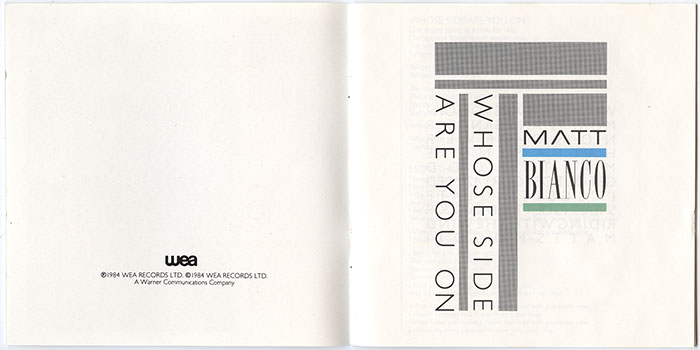 wea
℗1984 WEA RECORDS LTD. ©1984 WEA RECORDS LTD.
A Warner Communications Company
WHOSE SIDE
ARE YOU ON
MATT
BIANCO